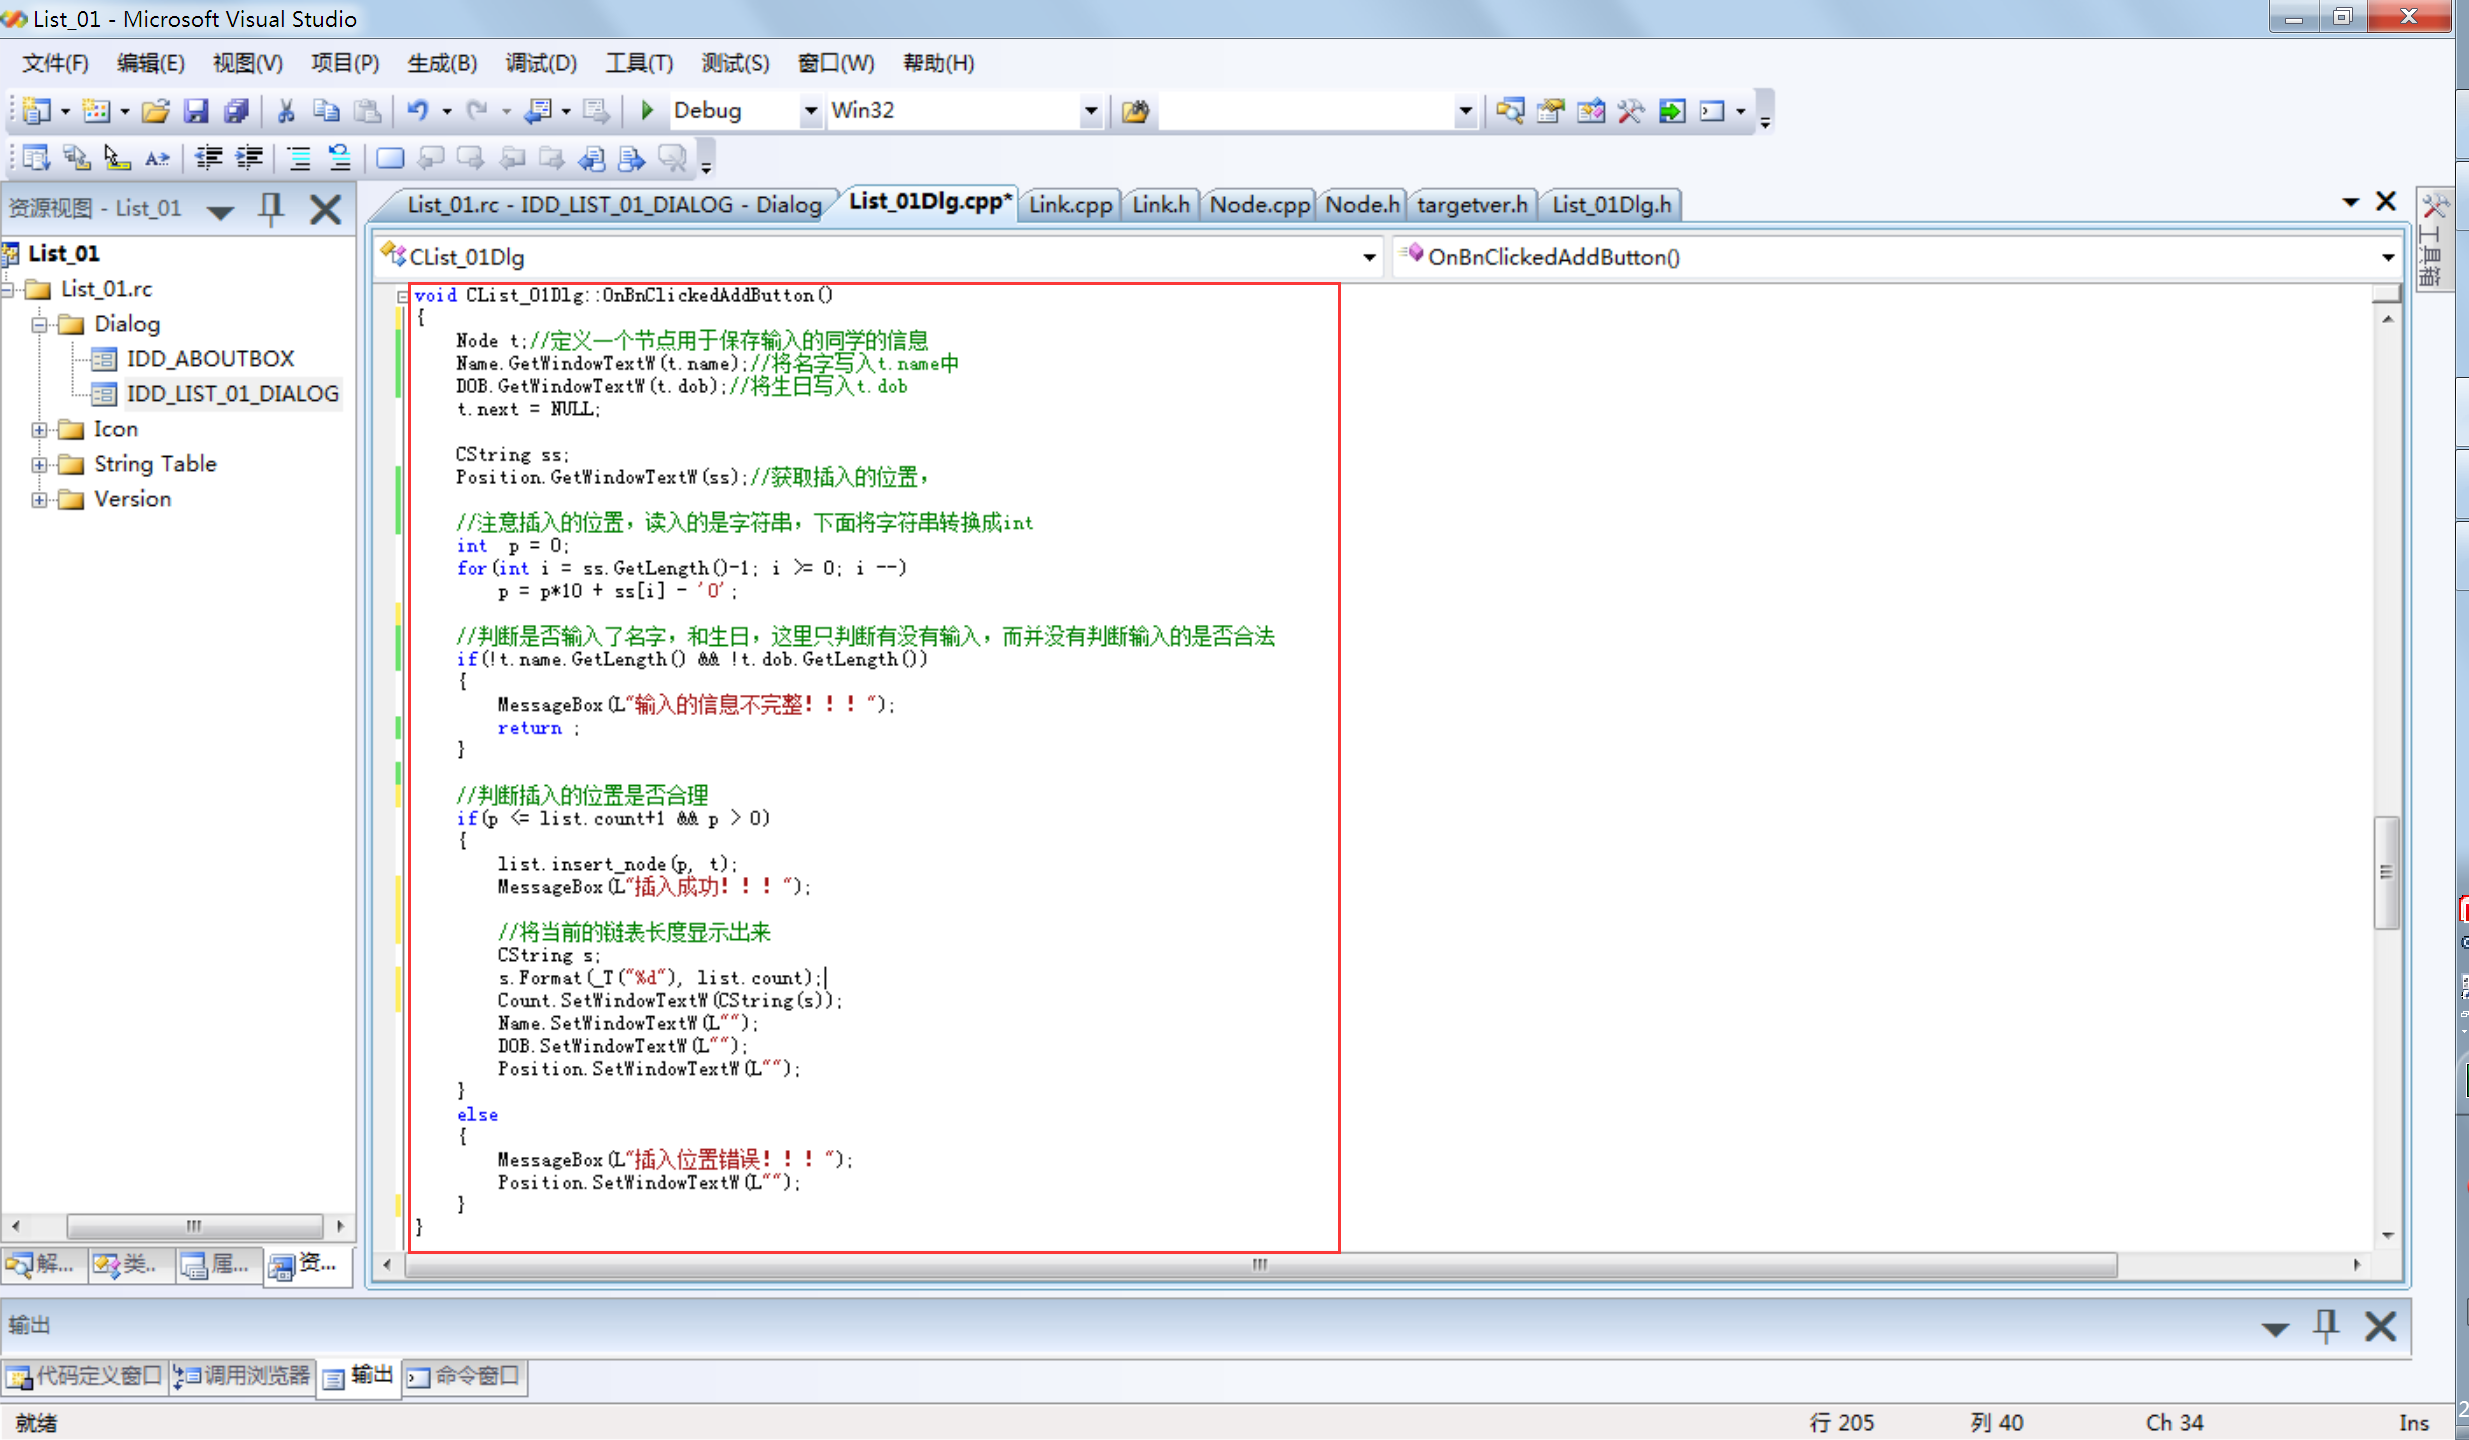 List_01 - Microsoft Visual Studio
文件(F) 编辑(E) 视图(V) 项目(P) 生成(B) 调试(D) 工具(T) 测试(S) 窗口(W) 帮助(H)
Debug Win32
资源视图 - List_01
List_01.rc - IDD_LIST_01_DIALOG - Dialog List_01Dlg.cpp* Link.cpp Link.h Node.cpp Node.h targetver.h List_01Dlg.h
工具箱
List_01
List_01.rc
Dialog
IDD_ABOUTBOX
IDD_LIST_01_DIALOG
Icon
String Table
Version
CList_01Dlg OnBnClickedAddButton()
void CList_01Dlg::OnBnClickedAddButton()
{
Node t;//定义一个节点用于保存输入的同学的信息
Name.GetWindowTextW(t.name);//将名字写入t.name中
DOB.GetWindowTextW(t.dob);//将生日写入t.dob
t.next = NULL;
CString ss;
Position.GetWindowTextW(ss);//获取插入的位置，
//注意插入的位置，读入的是字符串，下面将字符串转换成int
int  p = 0;
for(int i = ss.GetLength()-1; i >= 0; i --)
p = p*10 + ss[i] - '0';
//判断是否输入了名字，和生日，这里只判断有没有输入，而并没有判断输入的是否合法
if(!t.name.GetLength() && !t.dob.GetLength())
{
MessageBox(L"输入的信息不完整！！！");
return ;
}
//判断插入的位置是否合理
if(p <= list.count+1 && p > 0)
{
list.insert_node(p, t);
MessageBox(L"插入成功！！！");
//将当前的链表长度显示出来
CString s;
s.Format(_T("%d"), list.count);
Count.SetWindowTextW(CString(s));
Name.SetWindowTextW(L"");
DOB.SetWindowTextW(L"");
Position.SetWindowTextW(L"");
}
else
{
MessageBox(L"插入位置错误！！！");
Position.SetWindowTextW(L"");
}
}
解... 类.. 属... 资...
输出
代码定义窗口 调用浏览器 输出 命令窗口
就绪 行 205 列 40 Ch 34 Ins